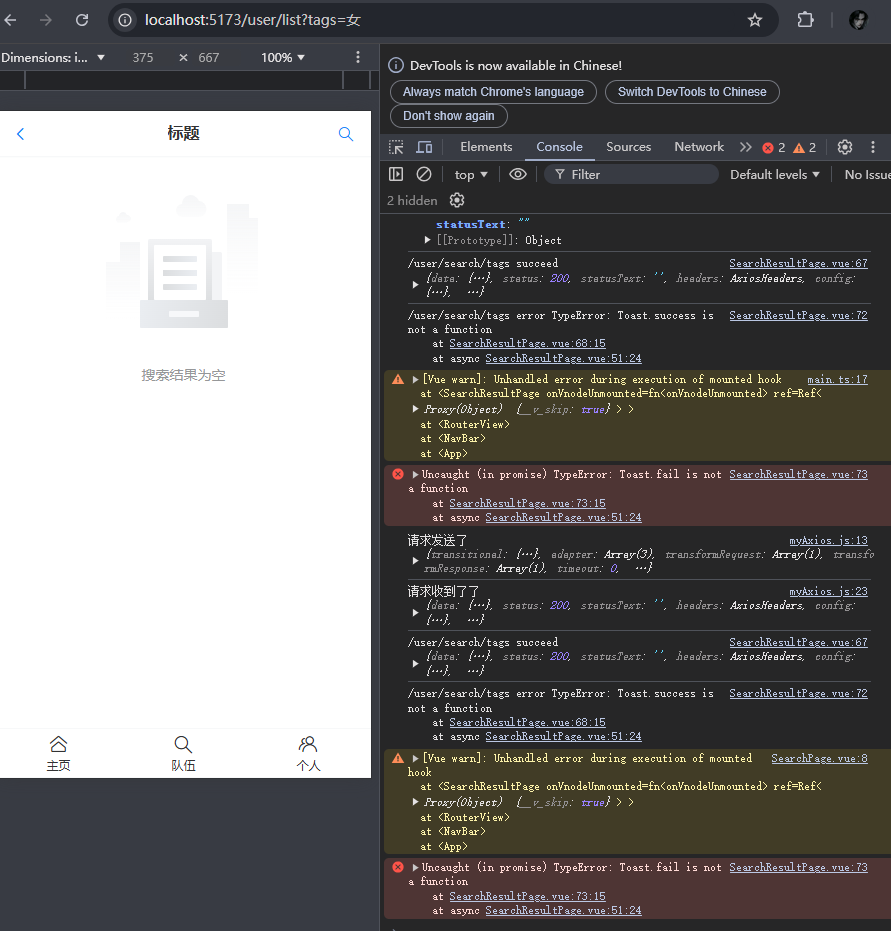 localhost:5173/user/list?tags=女
Dimensions: i... ▼ 375 × 667 100% ▼
标题
搜索结果为空
主页 队伍 个人
DevTools is now available in Chinese!
Always match Chrome's language Switch DevTools to Chinese
Don't show again
Elements Console Sources Network 2 2
top ▼ Filter Default levels ▼ No Issue
2 hidden
statusText: ""
[[Prototype]]: Object
/user/search/tags succeed SearchResultPage.vue:67
{data: {…}, status: 200, statusText: '', headers: AxiosHeaders, config:
{…}, …}
/user/search/tags error TypeError: Toast.success is SearchResultPage.vue:72
not a function
at SearchResultPage.vue:68:15
at async SearchResultPage.vue:51:24
[Vue warn]: Unhandled error during execution of mounted hook main.ts:17
at <SearchResultPage onVnodeUnmounted=fn<onVnodeUnmounted> ref=Ref<
Proxy(Object) {__v_skip: true} > >
at <RouterView>
at <NavBar>
at <App>
Uncaught (in promise) TypeError: Toast.fail is not SearchResultPage.vue:73
a function
at SearchResultPage.vue:73:15
at async SearchResultPage.vue:51:24
请求发送了 myAxios.js:13
{transitional: {…}, adapter: Array(3), transformRequest: Array(1), transfo
rmResponse: Array(1), timeout: 0, …}
请求收到了了 myAxios.js:23
{data: {…}, status: 200, statusText: '', headers: AxiosHeaders, config:
{…}, …}
/user/search/tags succeed SearchResultPage.vue:67
{data: {…}, status: 200, statusText: '', headers: AxiosHeaders, config:
{…}, …}
/user/search/tags error TypeError: Toast.success is SearchResultPage.vue:72
not a function
at SearchResultPage.vue:68:15
at async SearchResultPage.vue:51:24
[Vue warn]: Unhandled error during execution of mounted SearchPage.vue:8
hook
at <SearchResultPage onVnodeUnmounted=fn<onVnodeUnmounted> ref=Ref<
Proxy(Object) {__v_skip: true} > >
at <RouterView>
at <NavBar>
at <App>
Uncaught (in promise) TypeError: Toast.fail is not SearchResultPage.vue:73
a function
at SearchResultPage.vue:73:15
at async SearchResultPage.vue:51:24